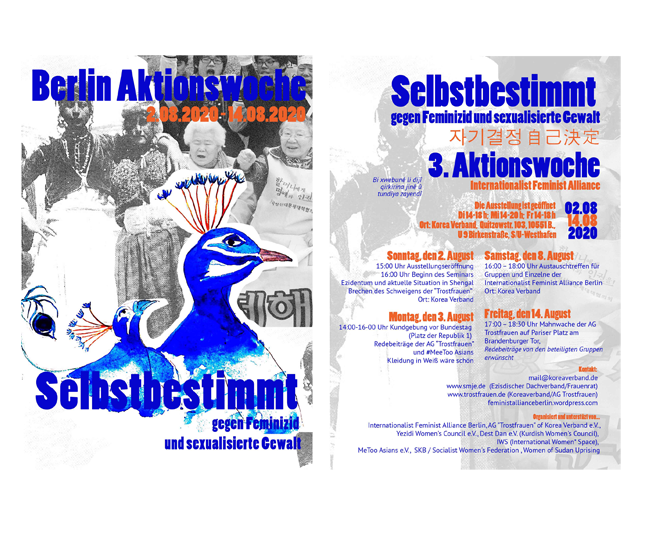 Berlin Aktionswoche
2.08.2020 - 14.08.2020
Selbstbestimmt
gegen Feminizid
und sexualisierte Gewalt
Selbstbestimmt
gegen Feminizid und sexualisierte Gewalt
자기결정 自己決定
3. Aktionswoche
Internationalist Feminist Alliance
Ei xwebunê li dijî
qirkirina jinê û
tundiya zayendî
Die Ausstellung ist geöffnet
Di 14-18 h; Mi 14-20 h; Fr 14-18 h
Ort: Korea Verband, Quitzowstr. 103, 10551 B.,
U 9 Birkenstraße, S/U-Westhafen
02.08
14.08
2020
Sonntag, den 2. August
15:00 Uhr Ausstellungseröffnung
16:00 Uhr Beginn des Seminars
Ezidentum und aktuelle Situation in Shengal
Brechen des Schweigens der "Trostfrauen"
Ort: Korea Verband
Montag, den 3. August
14:00-16-00 Uhr Kundgebung vor Bundestag
(Platz der Republik 1)
Redebeiträge der AG "Trostfrauen"
und #MeeToo Asians
Kleidung in Weiß wäre schön
Samstag, den 8. August
16:00 – 18:00 Uhr Austauschtreffen für
Gruppen und Einzelne der
Internationalist Feminist Alliance Berlin
Ort: Korea Verband
Freitag, den 14. August
17:00 – 18:30 Uhr Mahnwache der AG
Trostfrauen auf Pariser Platz am
Brandenburger Tor,
Redebeiträge von den beteiligten Gruppen
erwünscht
Kontakt:
mail@koreaverband.de
www.smje.de (Ezisdischer Dachverband/Frauenrat)
www.trostfrauen.de (Koreaverband/AG Trostfrauen)
feministallianceberlin.wordpress.com
Organisiert und unterstützt von...
Internationalist Feminist Alliance Berlin, AG "Trostfrauen" of Korea Verband e.V.,
Yezidi Women's Council e.V., Dest Dan e.V. (Kurdish Women's Council),
IWS (International Women* Space),
MeToo Asians e.V., SKB / Socialist Women's Federation, Women of Sudan Uprising